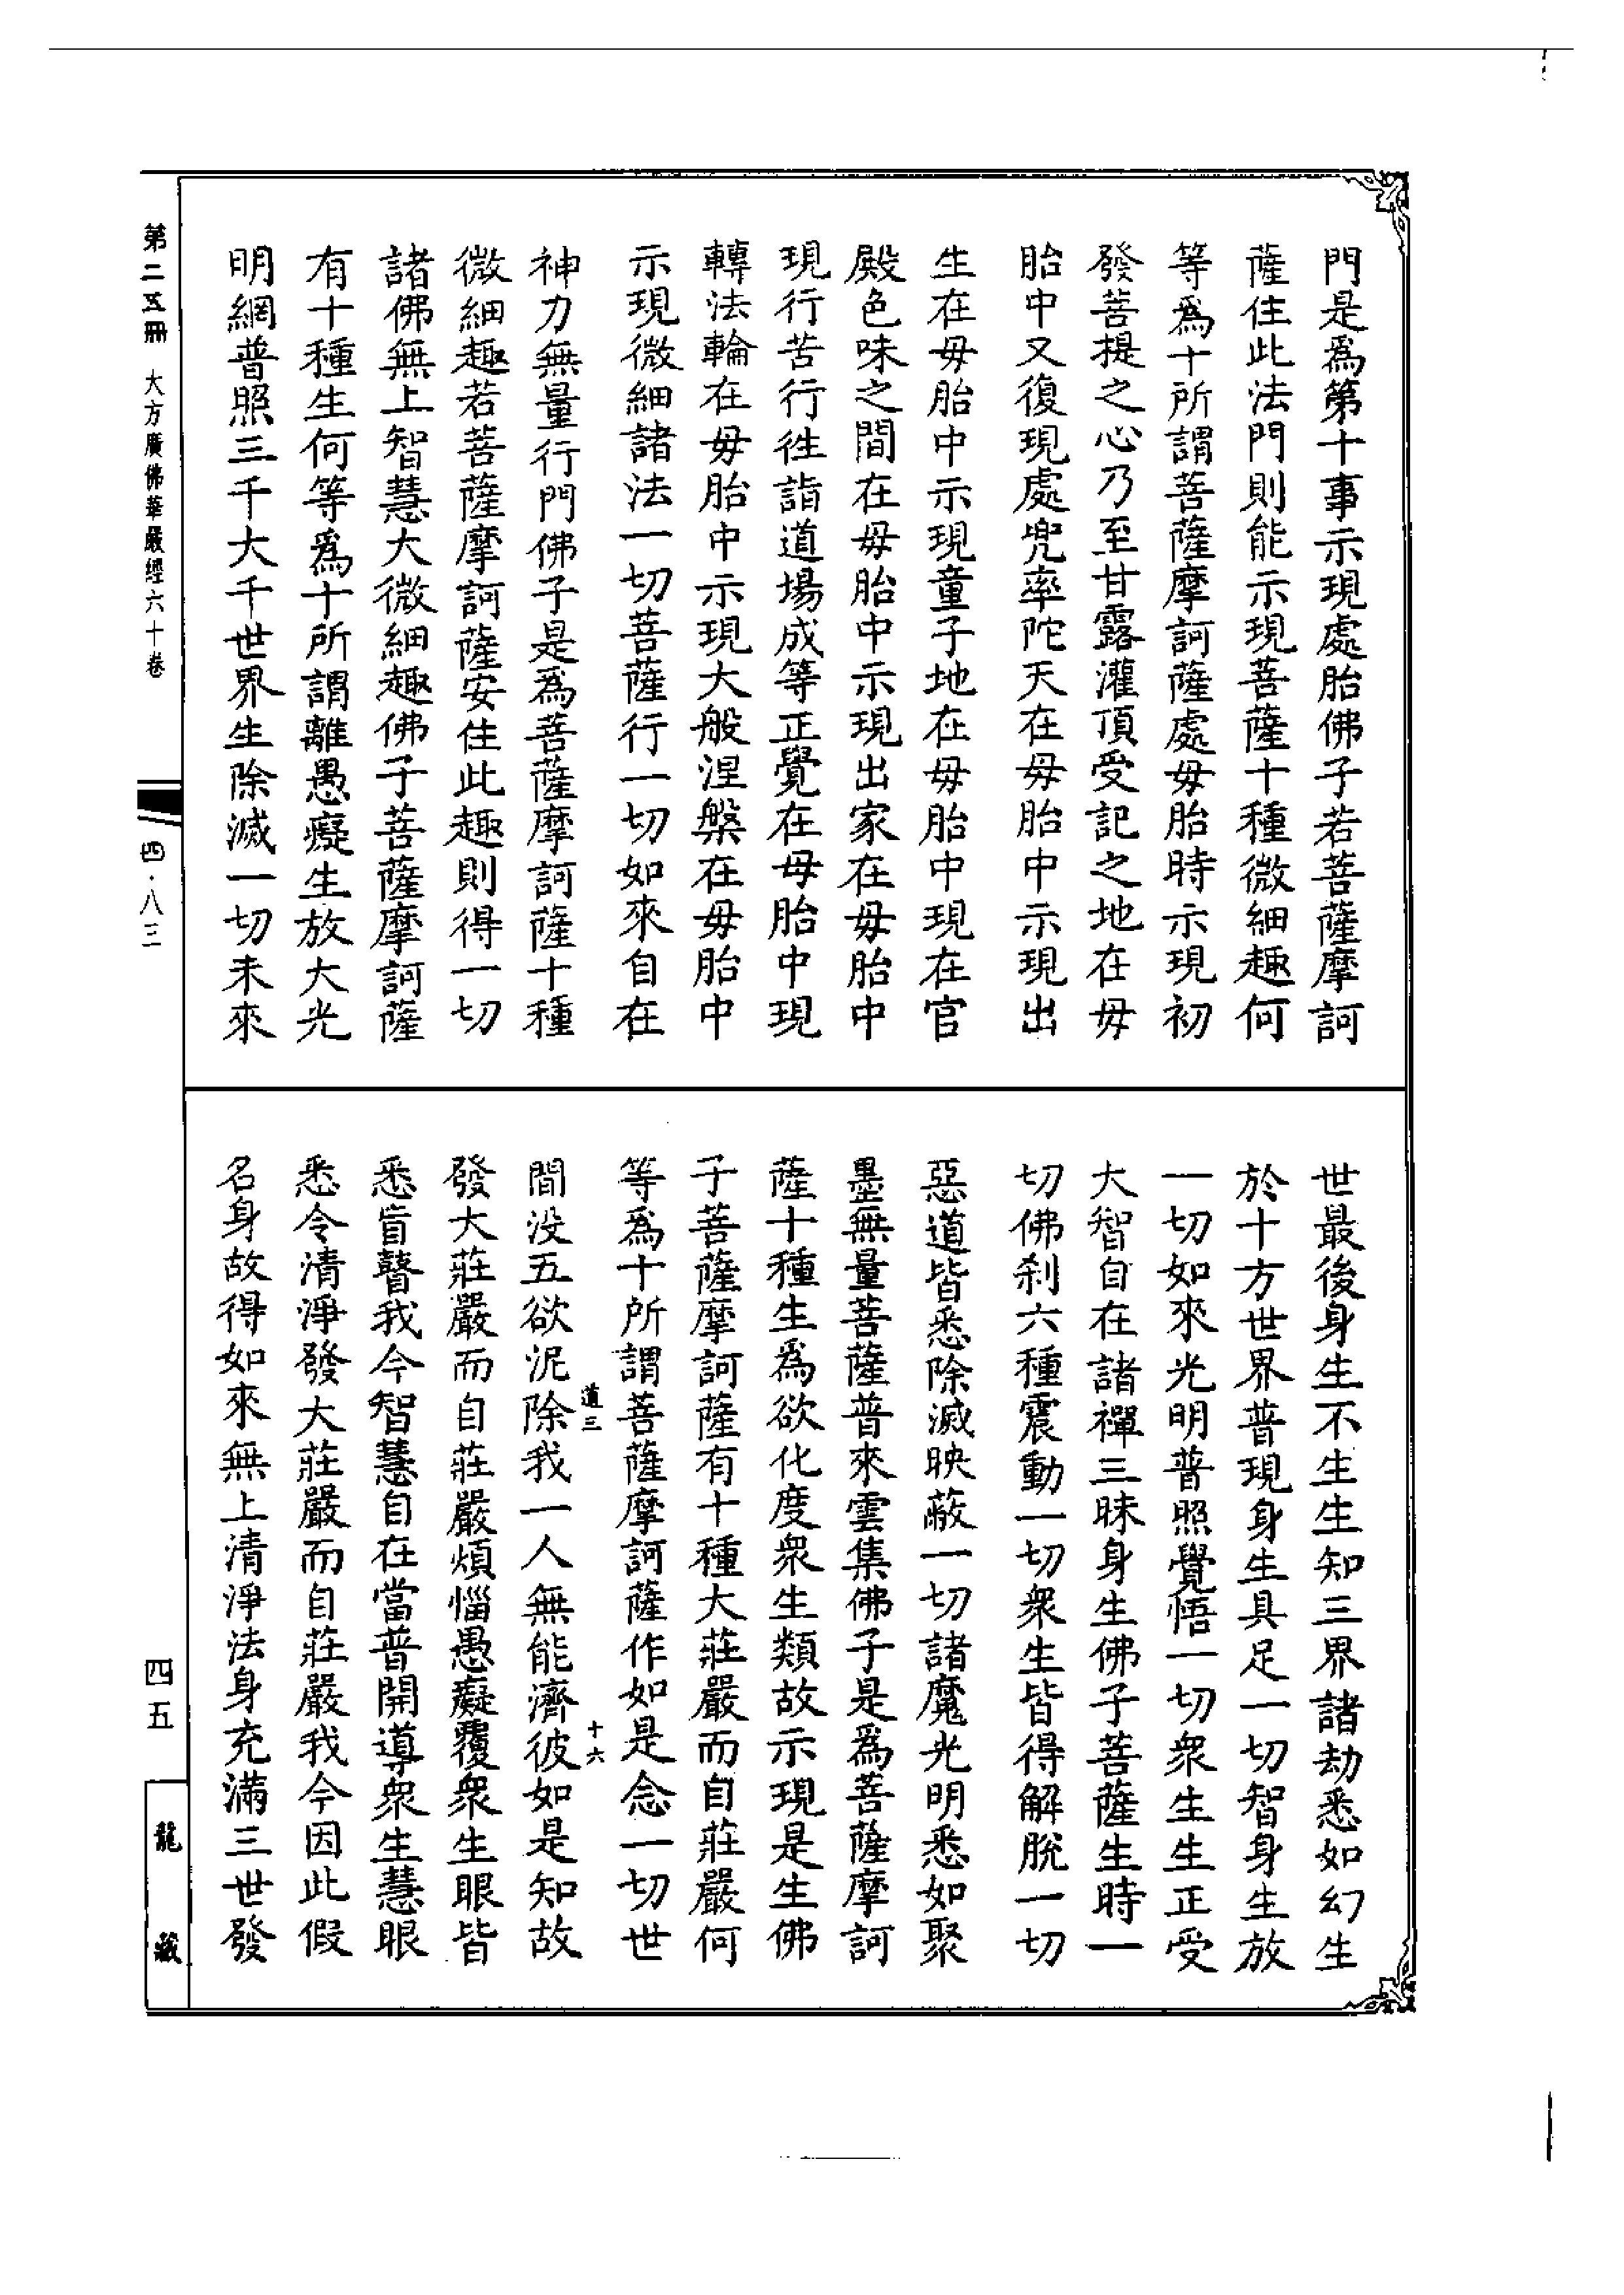 門是爲第十事示現處胎佛子若菩薩摩訶
薩住此法門則能示現菩薩十種微細趣何
等爲十所謂菩薩摩訶薩處毋胎時示現初
發菩提之心乃至甘露灌頂受記之地在毋
胎中又復現處兜率陀天在毋胎中示現出
生在毋胎中示現童子地在毋胎中現在官
殿色味之間在毋胎中示現出家在毋胎中
現行苦行徃詣道場成等正覺在毋胎中現
轉法輪在毋胎中示現大般涅槃在毋胎中
示現微細諸法一切菩薩行一切如來自在
神力無量行門佛子是爲菩薩摩訶薩十種
微細趣若菩薩摩訶薩安住此趣則得一切
諸佛無上智慧大微細趣佛子菩薩摩訶薩
有十種生何等爲十所謂離愚癡生放大光
明網普照三千大千世界生除滅一切未來
世最後身生不生生知三界諸劫悉如幻生
於十方世界普現身生具足一切智身生放
一切如來光明普照覺悟一切衆生生正受
大智自在諸禪三昧身生佛子菩薩生時一
切佛刹六種震動一切衆生皆得解脫一切
惡道皆悉除滅映蔽一切諸魔光明悉如聚
墨無量菩薩普來雲集佛子是爲菩薩摩訶
薩十種生爲欲化度衆生類故示現是生佛
子菩薩摩訶薩有十種大莊嚴而自莊嚴何
等爲十所謂菩薩摩訶薩作如是念一切世
道三
十六
間没五欲泥除我一人無能濟彼如是知故
發大莊嚴而自莊嚴煩惱愚癡覆衆生眼皆
悉盲瞽我今智慧自在當普開導衆生慧眼
悉令清淨發大莊嚴而自莊嚴我今因此假
名身故得如來無上清淨法身充滿三世發
第二五冊
大方廣佛華嚴經六十卷
四·八三
四五
龍藏